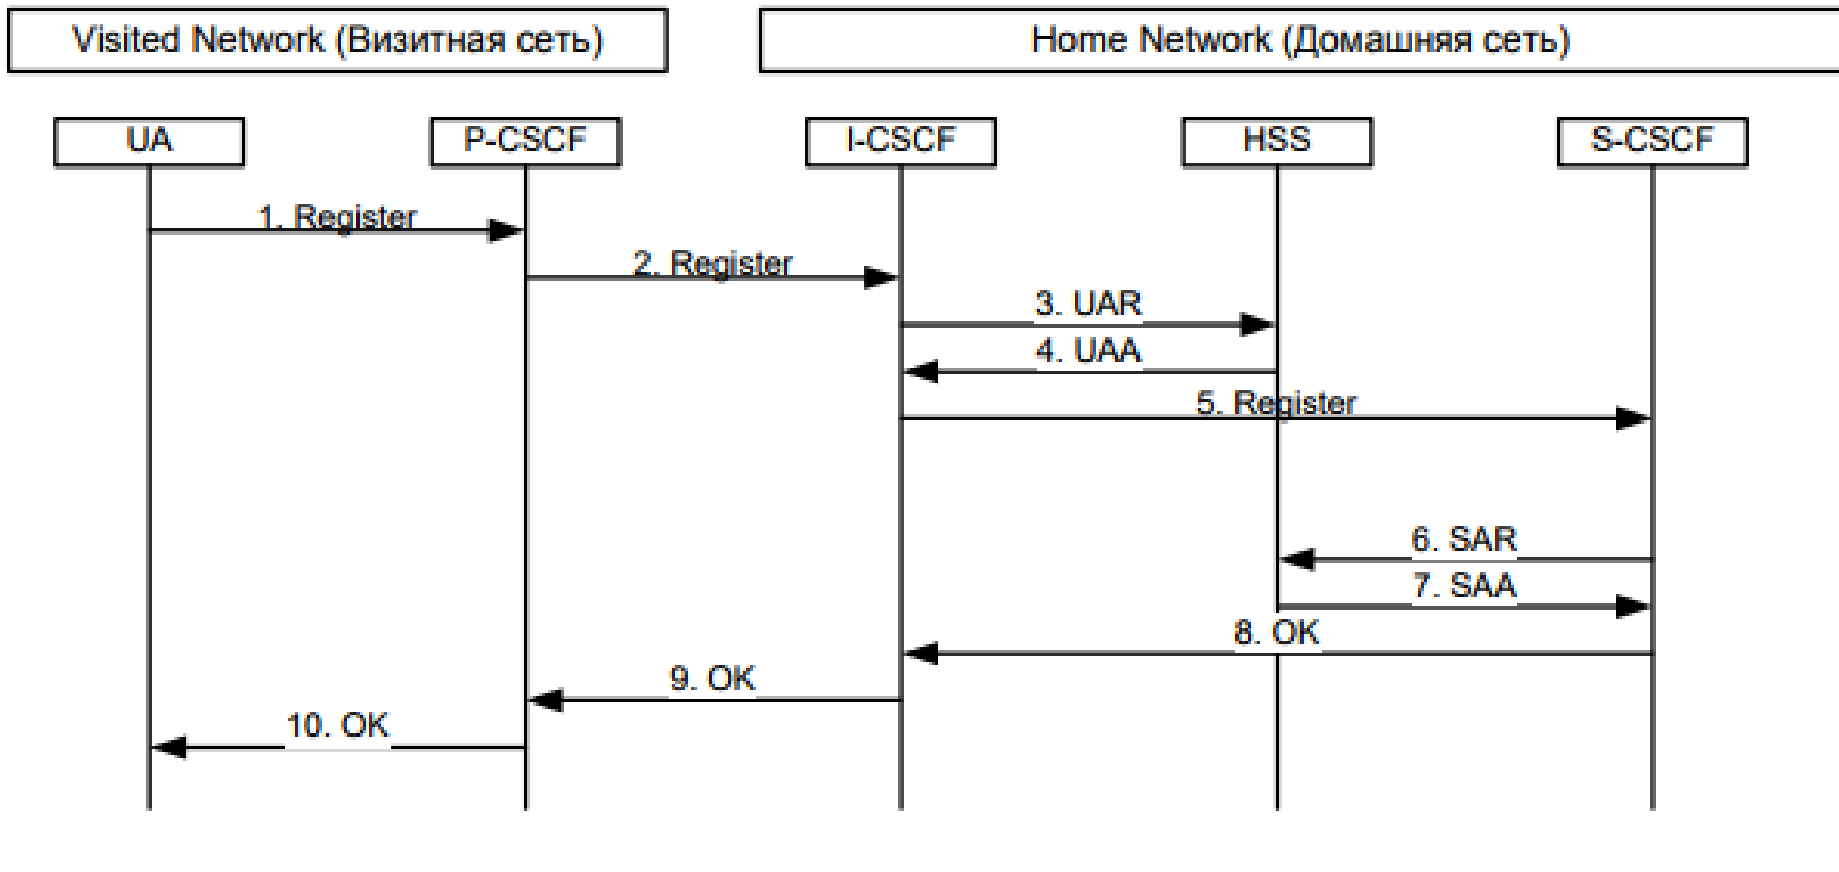 Visited Network (Визитная сеть)
Home Network (Домашняя сеть)
UA
P-CSCF
I-CSCF
HSS
S-CSCF
1. Register
2. Register
3. UAR
4. UAA
5. Register
6. SAR
7. SAA
8. OK
9. OK
10. OK